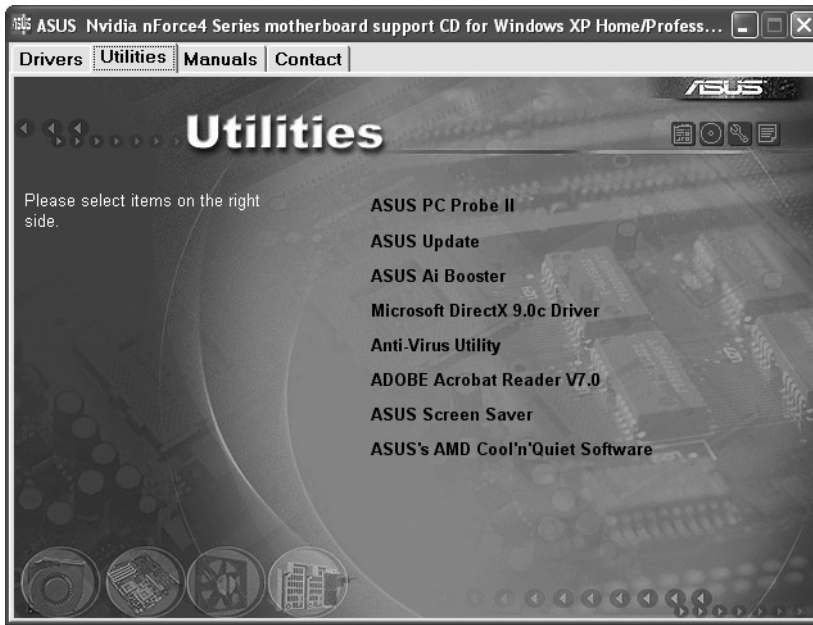 ASUS Nvidia nForce4 Series motherboard support CD for Windows XP Home/Profess...
Drivers Utilities Manuals Contact
ASUS
Utilities
Please select items on the right
side.
ASUS PC Probe II
ASUS Update
ASUS Ai Booster
Microsoft DirectX 9.0c Driver
Anti-Virus Utility
ADOBE Acrobat Reader V7.0
ASUS Screen Saver
ASUS's AMD Cool'n'Quiet Software